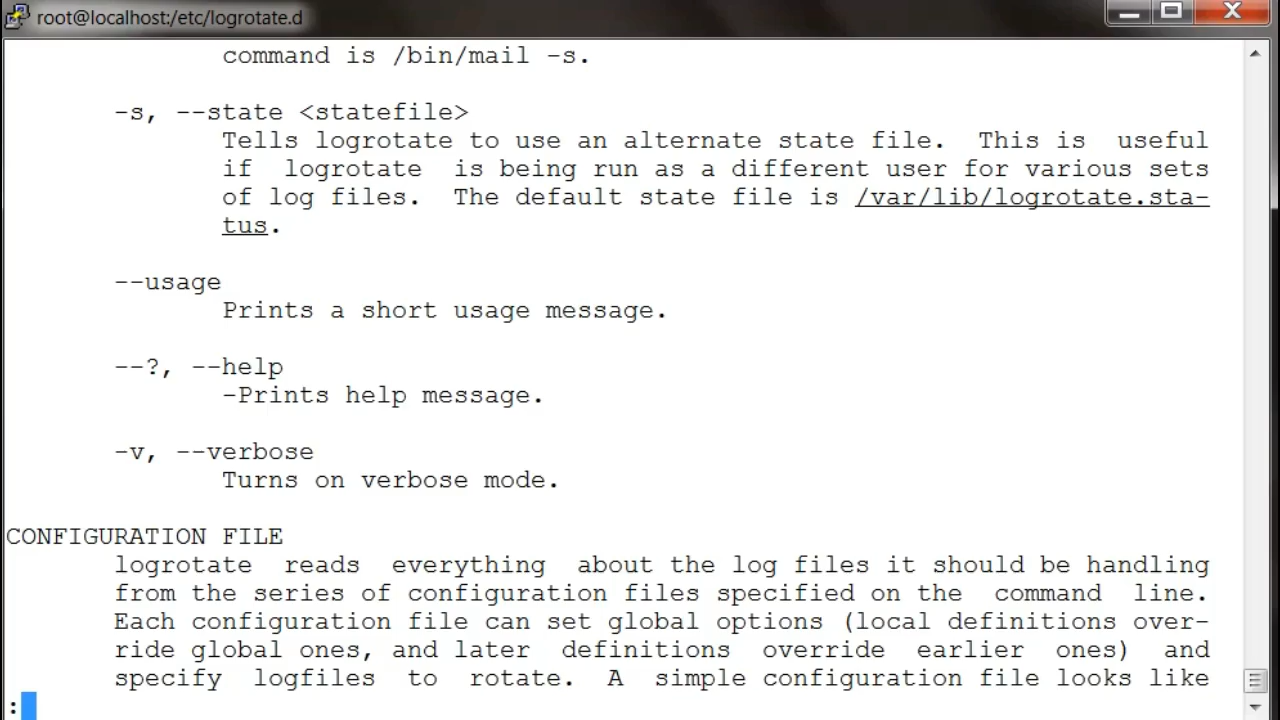 root@localhost:/etc/logrotate.d
command is /bin/mail -s.
-s, --state <statefile>
Tells logrotate to use an alternate state file. This is useful
if logrotate is being run as a different user for various sets
of log files. The default state file is /var/lib/logrotate.sta-
tus.
--usage
Prints a short usage message.
--?, --help
-Prints help message.
-v, --verbose
Turns on verbose mode.
CONFIGURATION FILE
logrotate reads everything about the log files it should be handling
from the series of configuration files specified on the command line.
Each configuration file can set global options (local definitions over-
ride global ones, and later definitions override earlier ones) and
specify logfiles to rotate. A simple configuration file looks like
: